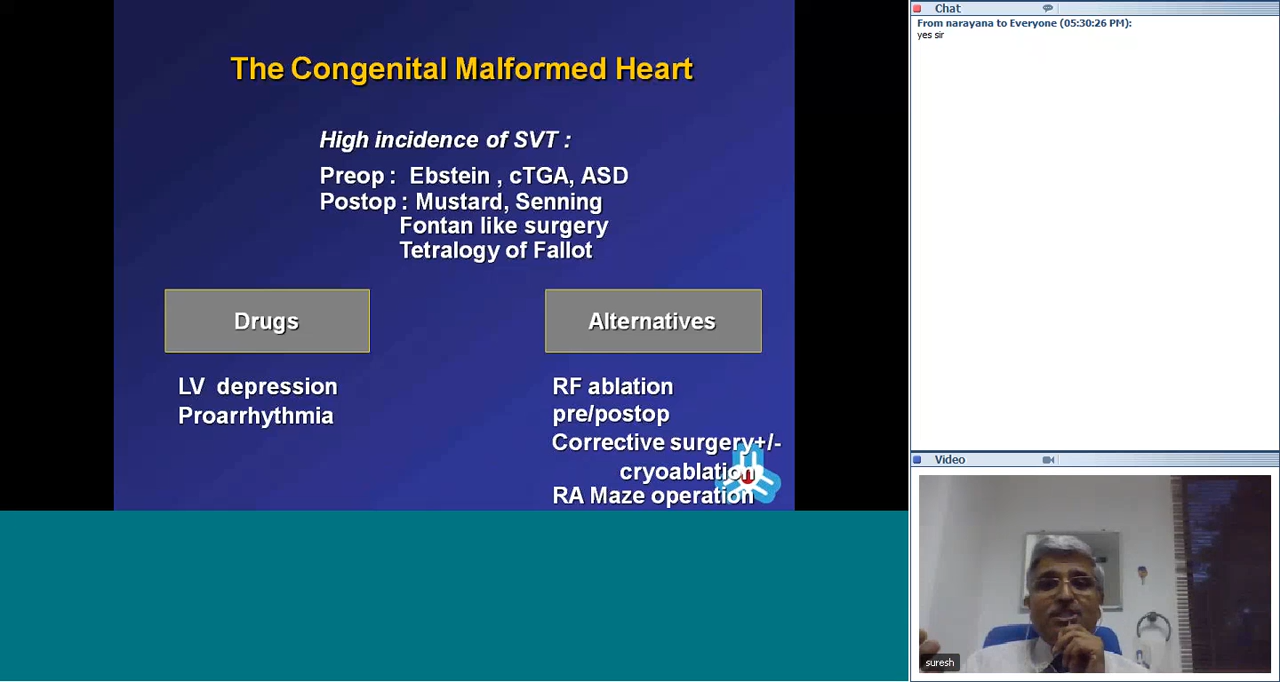 The Congenital Malformed Heart
High incidence of SVT :
Preop : Ebstein , cTGA, ASD
Postop : Mustard, Senning
Fontan like surgery
Tetralogy of Fallot
Drugs
LV depression
Proarrhythmia
Alternatives
RF ablation
pre/postop
Corrective surgery+/-
cryoablation
RA Maze operation
Chat
From narayana to Everyone (05:30:26 PM):
yes sir
Video
suresh